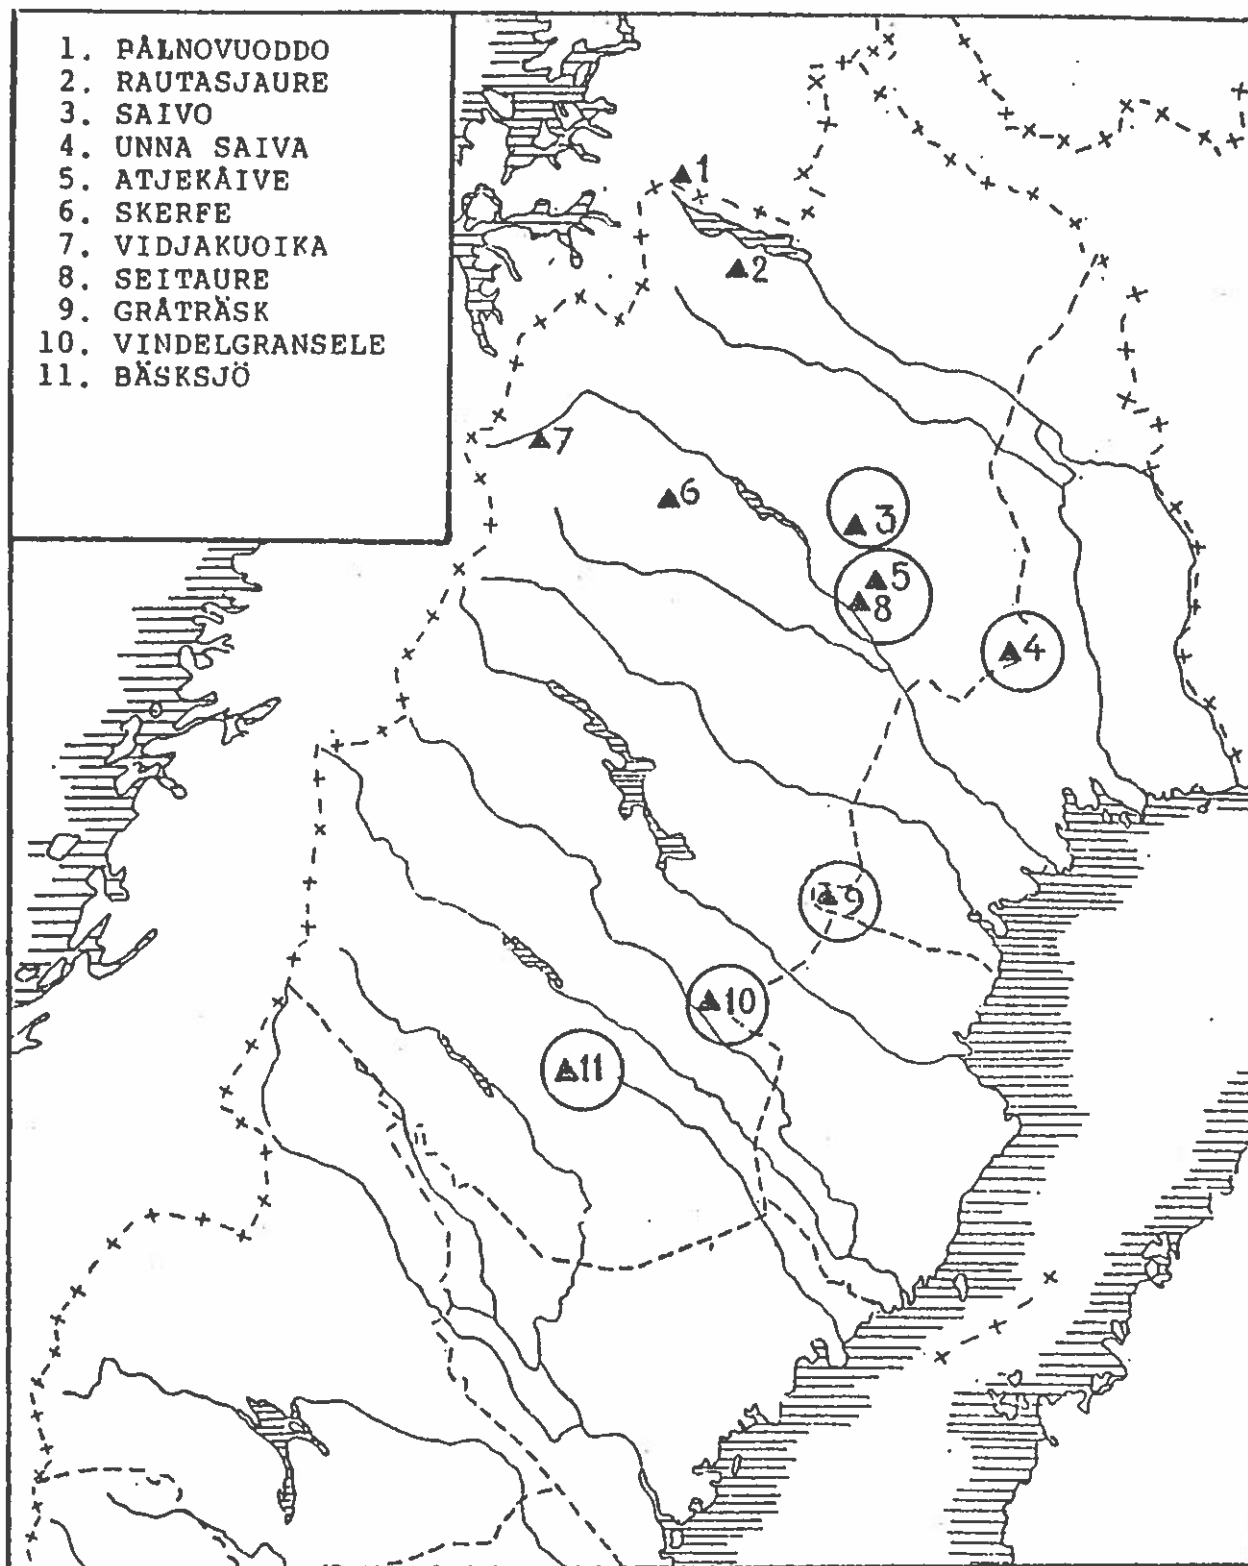 1. PÅLNOVUODDO
2. RAUTASJAURE
3. SAIVO
4. UNNA SAIVA
5. ATJEKÅIVE
6. SKERFE
7. VIDJAKUOIKA
8. SEITAURE
9. GRÅTRÄSK
10. VINDELGRANSELE
11. BÄSKSJÖ
1
2
7
6
3
5
8
4
9
10
11